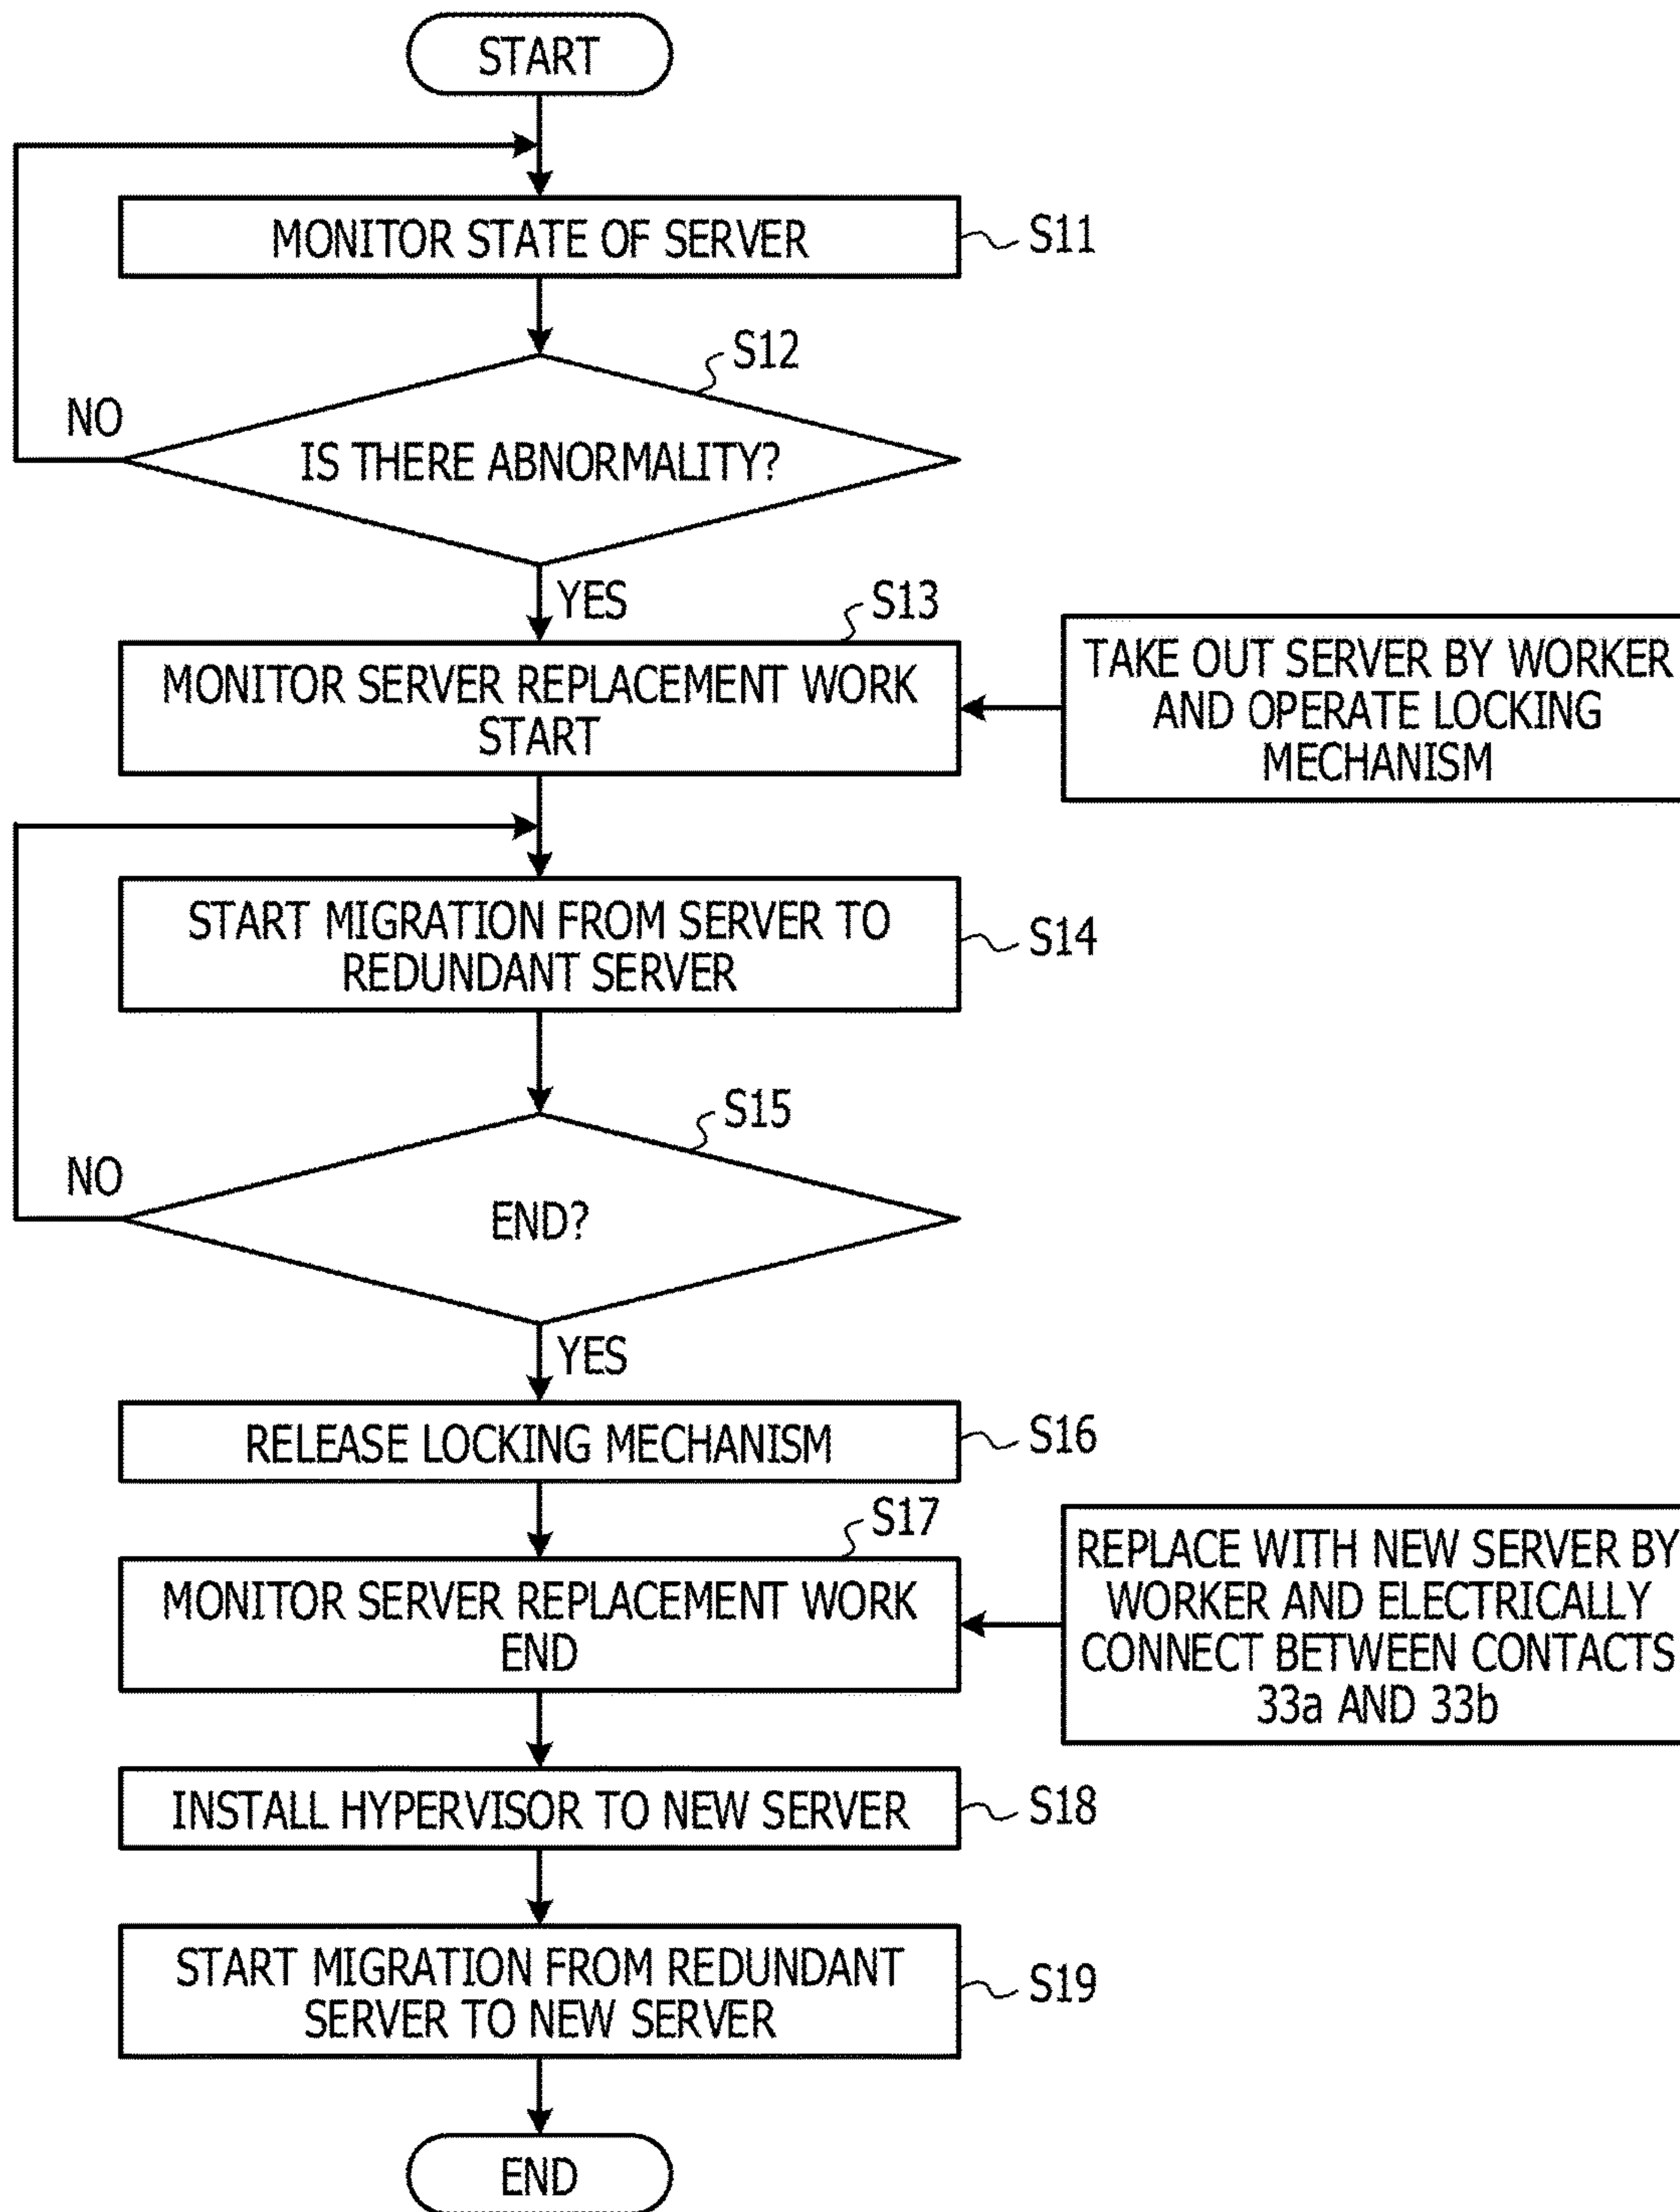 START
MONITOR STATE OF SERVER
S11
S12
NO
IS THERE ABNORMALITY?
YES
S13
MONITOR SERVER REPLACEMENT WORK
START
TAKE OUT SERVER BY WORKER
AND OPERATE LOCKING
MECHANISM
START MIGRATION FROM SERVER TO
REDUNDANT SERVER
S14
S15
NO
END?
YES
RELEASE LOCKING MECHANISM
S16
S17
MONITOR SERVER REPLACEMENT WORK
END
REPLACE WITH NEW SERVER BY
WORKER AND ELECTRICALLY
CONNECT BETWEEN CONTACTS
33a AND 33b
INSTALL HYPERVISOR TO NEW SERVER
S18
START MIGRATION FROM REDUNDANT
SERVER TO NEW SERVER
S19
END